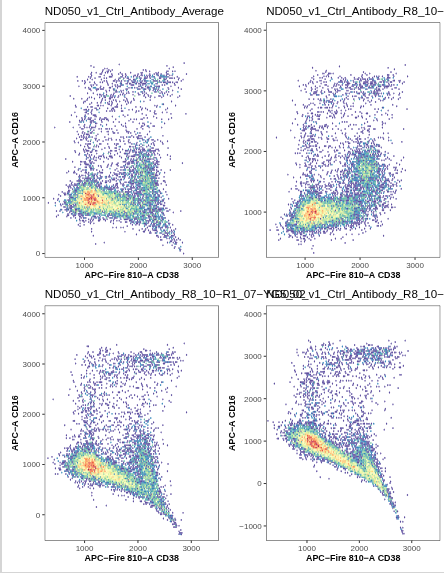 ND050_v1_Ctrl_Antibody_Average
ND050_v1_Ctrl_Antibody_R8_10−
4000
3000
2000
1000
0
APC−A CD16
1000 2000 3000
APC−Fire 810−A CD38
4000
3000
2000
1000
APC−A CD16
1000 2000 3000
APC−Fire 810−A CD38
ND050_v1_Ctrl_Antibody_R8_10−R1_07−
_v1_Ctrl_Antibody_R8_10−
4000
3000
2000
1000
0
APC−A CD16
1000 2000 3000
APC−Fire 810−A CD38
4000
3000
2000
1000
0
−1000
APC−A CD16
1000 2000 3000
APC−Fire 810−A CD38